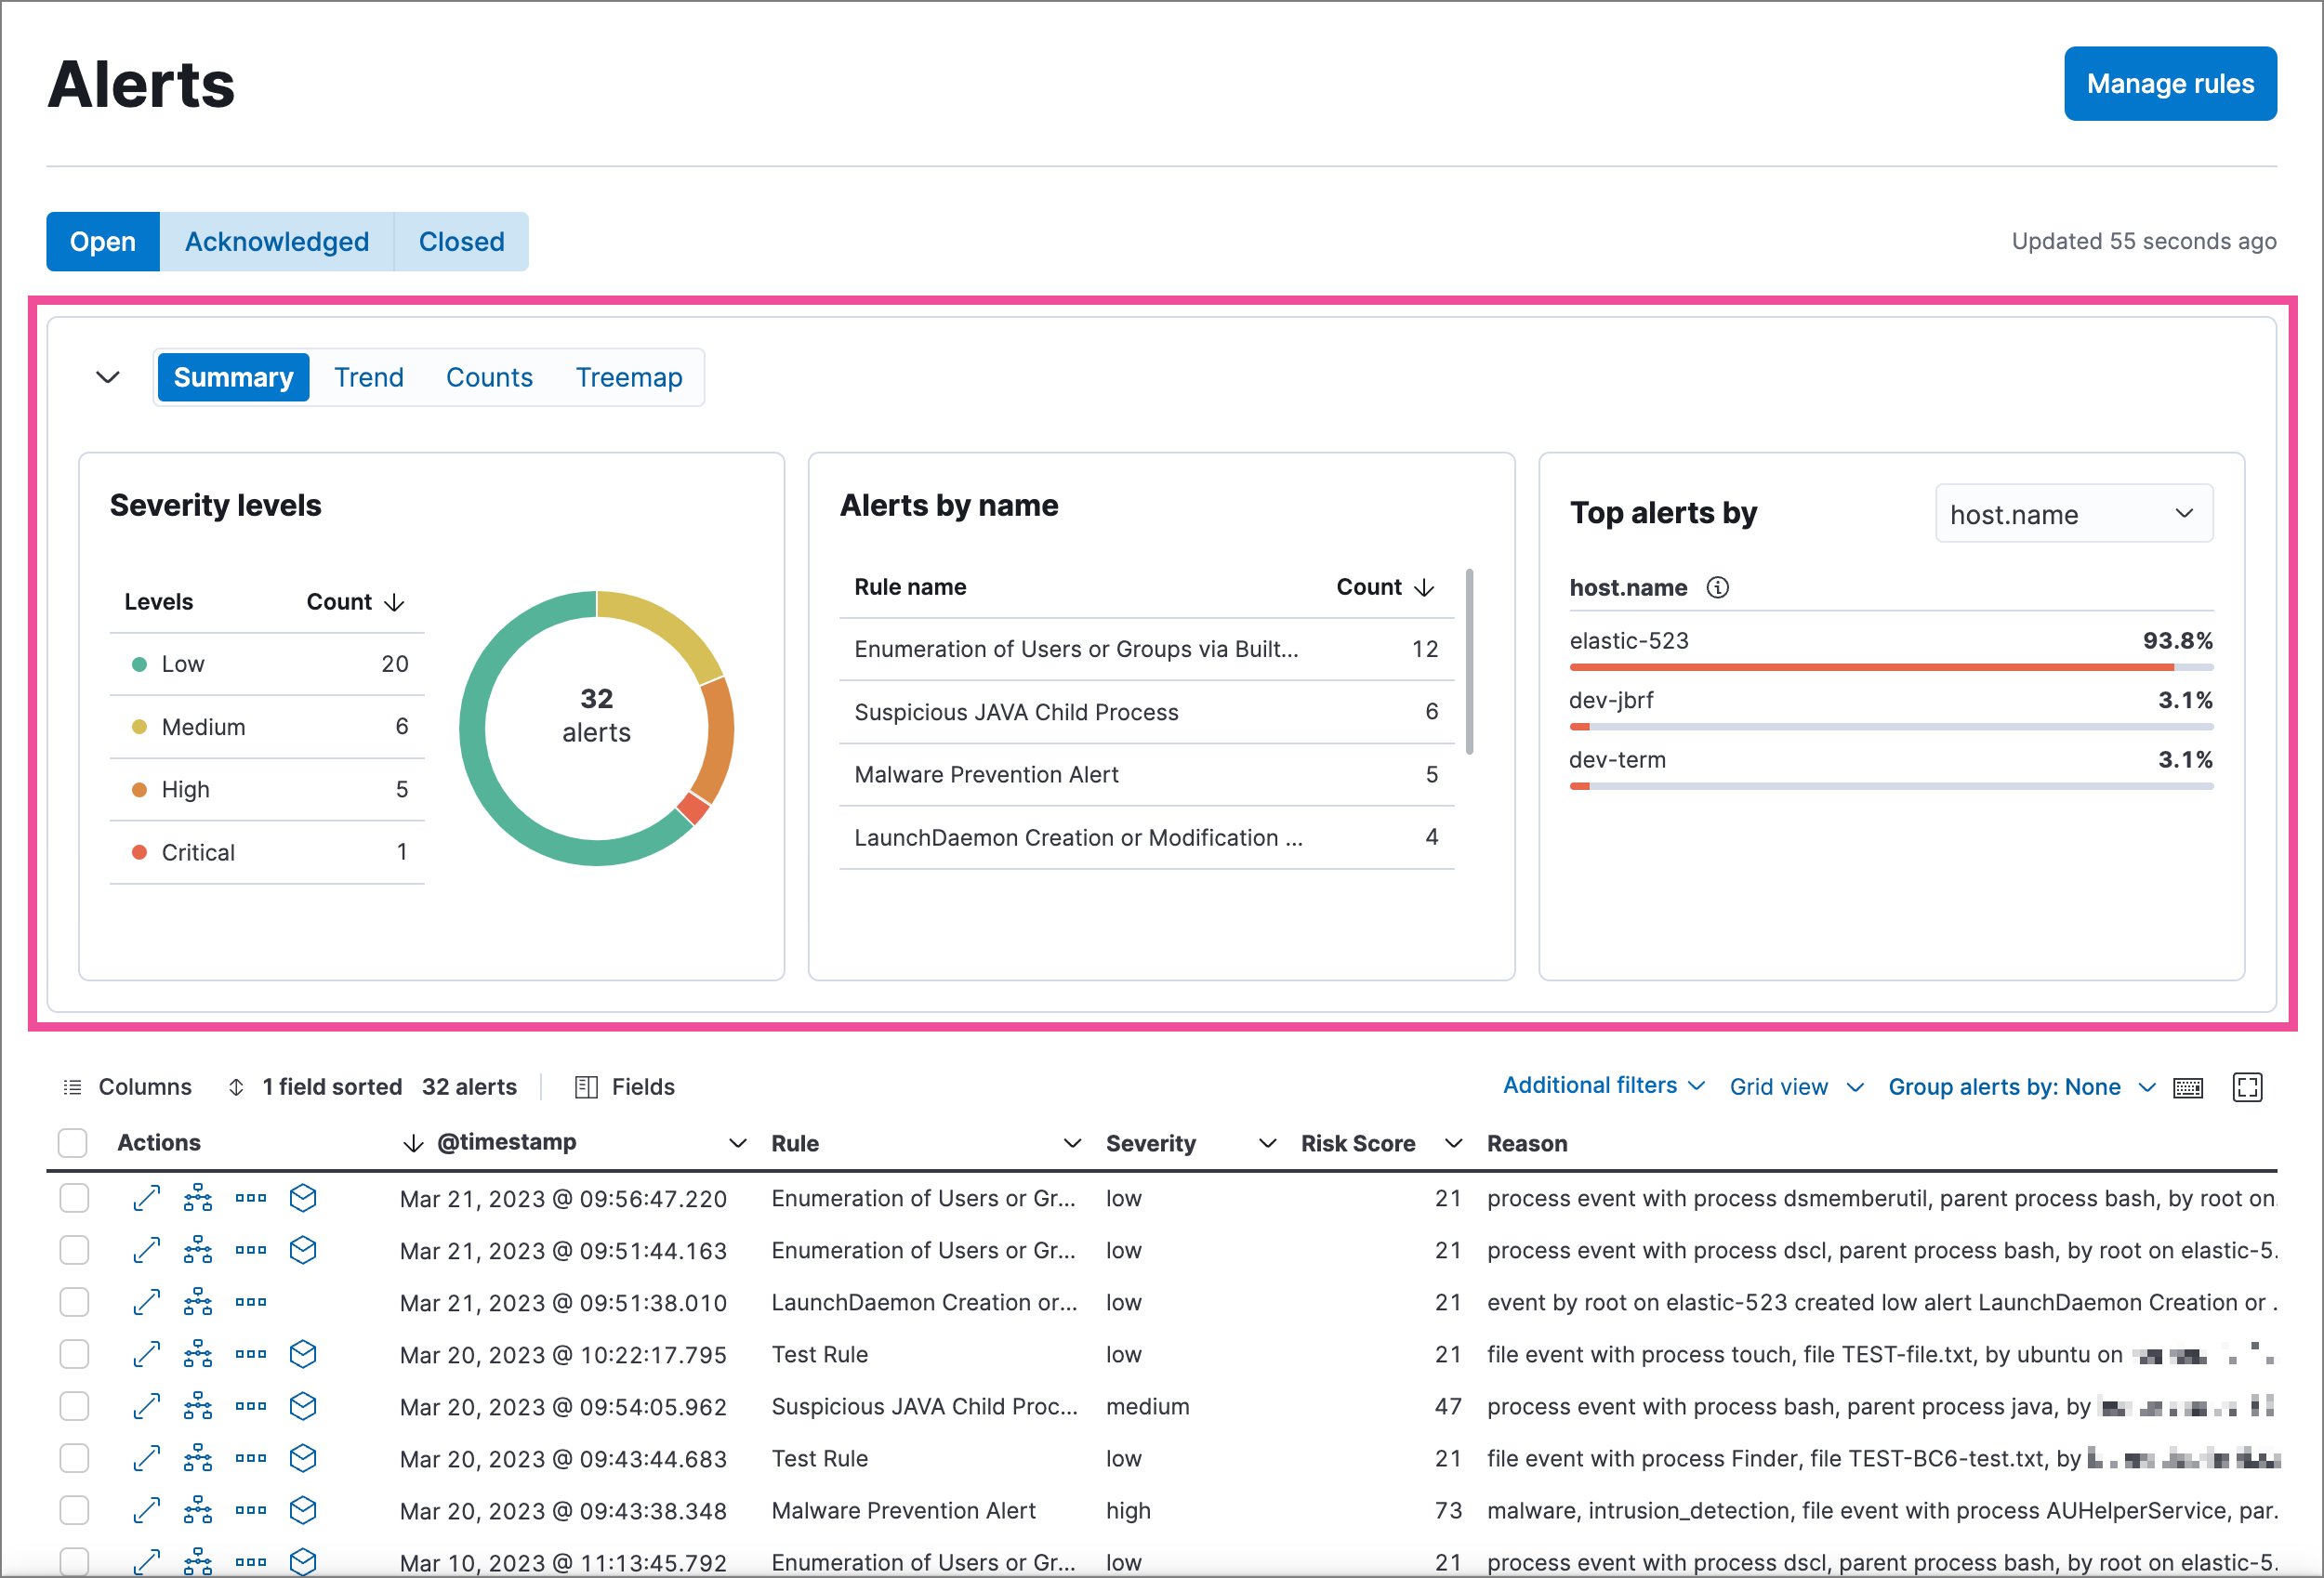 Alerts
Manage rules
Open Acknowledged Closed
Updated 55 seconds ago
Summary Trend Counts Treemap
Severity levels
Levels Count
Low 20
Medium 6
High 5
Critical 1
32
alerts
Alerts by name
Rule name Count
Enumeration of Users or Groups via Built... 12
Suspicious JAVA Child Process 6
Malware Prevention Alert 5
LaunchDaemon Creation or Modification ... 4
Top alerts by host.name
host.name
elastic-523 93.8%
dev-jbrf 3.1%
dev-term 3.1%
Columns 1 field sorted 32 alerts Fields Additional filters Grid view Group alerts by: None
Actions @timestamp Rule Severity Risk Score Reason
Mar 21, 2023 @ 09:56:47.220 Enumeration of Users or Gr... low 21 process event with process dsmemberutil, parent process bash, by root on.
Mar 21, 2023 @ 09:51:44.163 Enumeration of Users or Gr... low 21 process event with process dscl, parent process bash, by root on elastic-5.
Mar 21, 2023 @ 09:51:38.010 LaunchDaemon Creation or... low 21 event by root on elastic-523 created low alert LaunchDaemon Creation or .
Mar 20, 2023 @ 10:22:17.795 Test Rule low 21 file event with process touch, file TEST-file.txt, by ubuntu on
Mar 20, 2023 @ 09:54:05.962 Suspicious JAVA Child Proc... medium 47 process event with process bash, parent process java, by
Mar 20, 2023 @ 09:43:44.683 Test Rule low 21 file event with process Finder, file TEST-BC6-test.txt, by
Mar 20, 2023 @ 09:43:38.348 Malware Prevention Alert high 73 malware, intrusion_detection, file event with process AUHelperService, par.
Mar 10, 2023 @ 11:13:45.792 Enumeration of Users or Gr... low 21 process event with process dscl, parent process bash, by root on elastic-5.